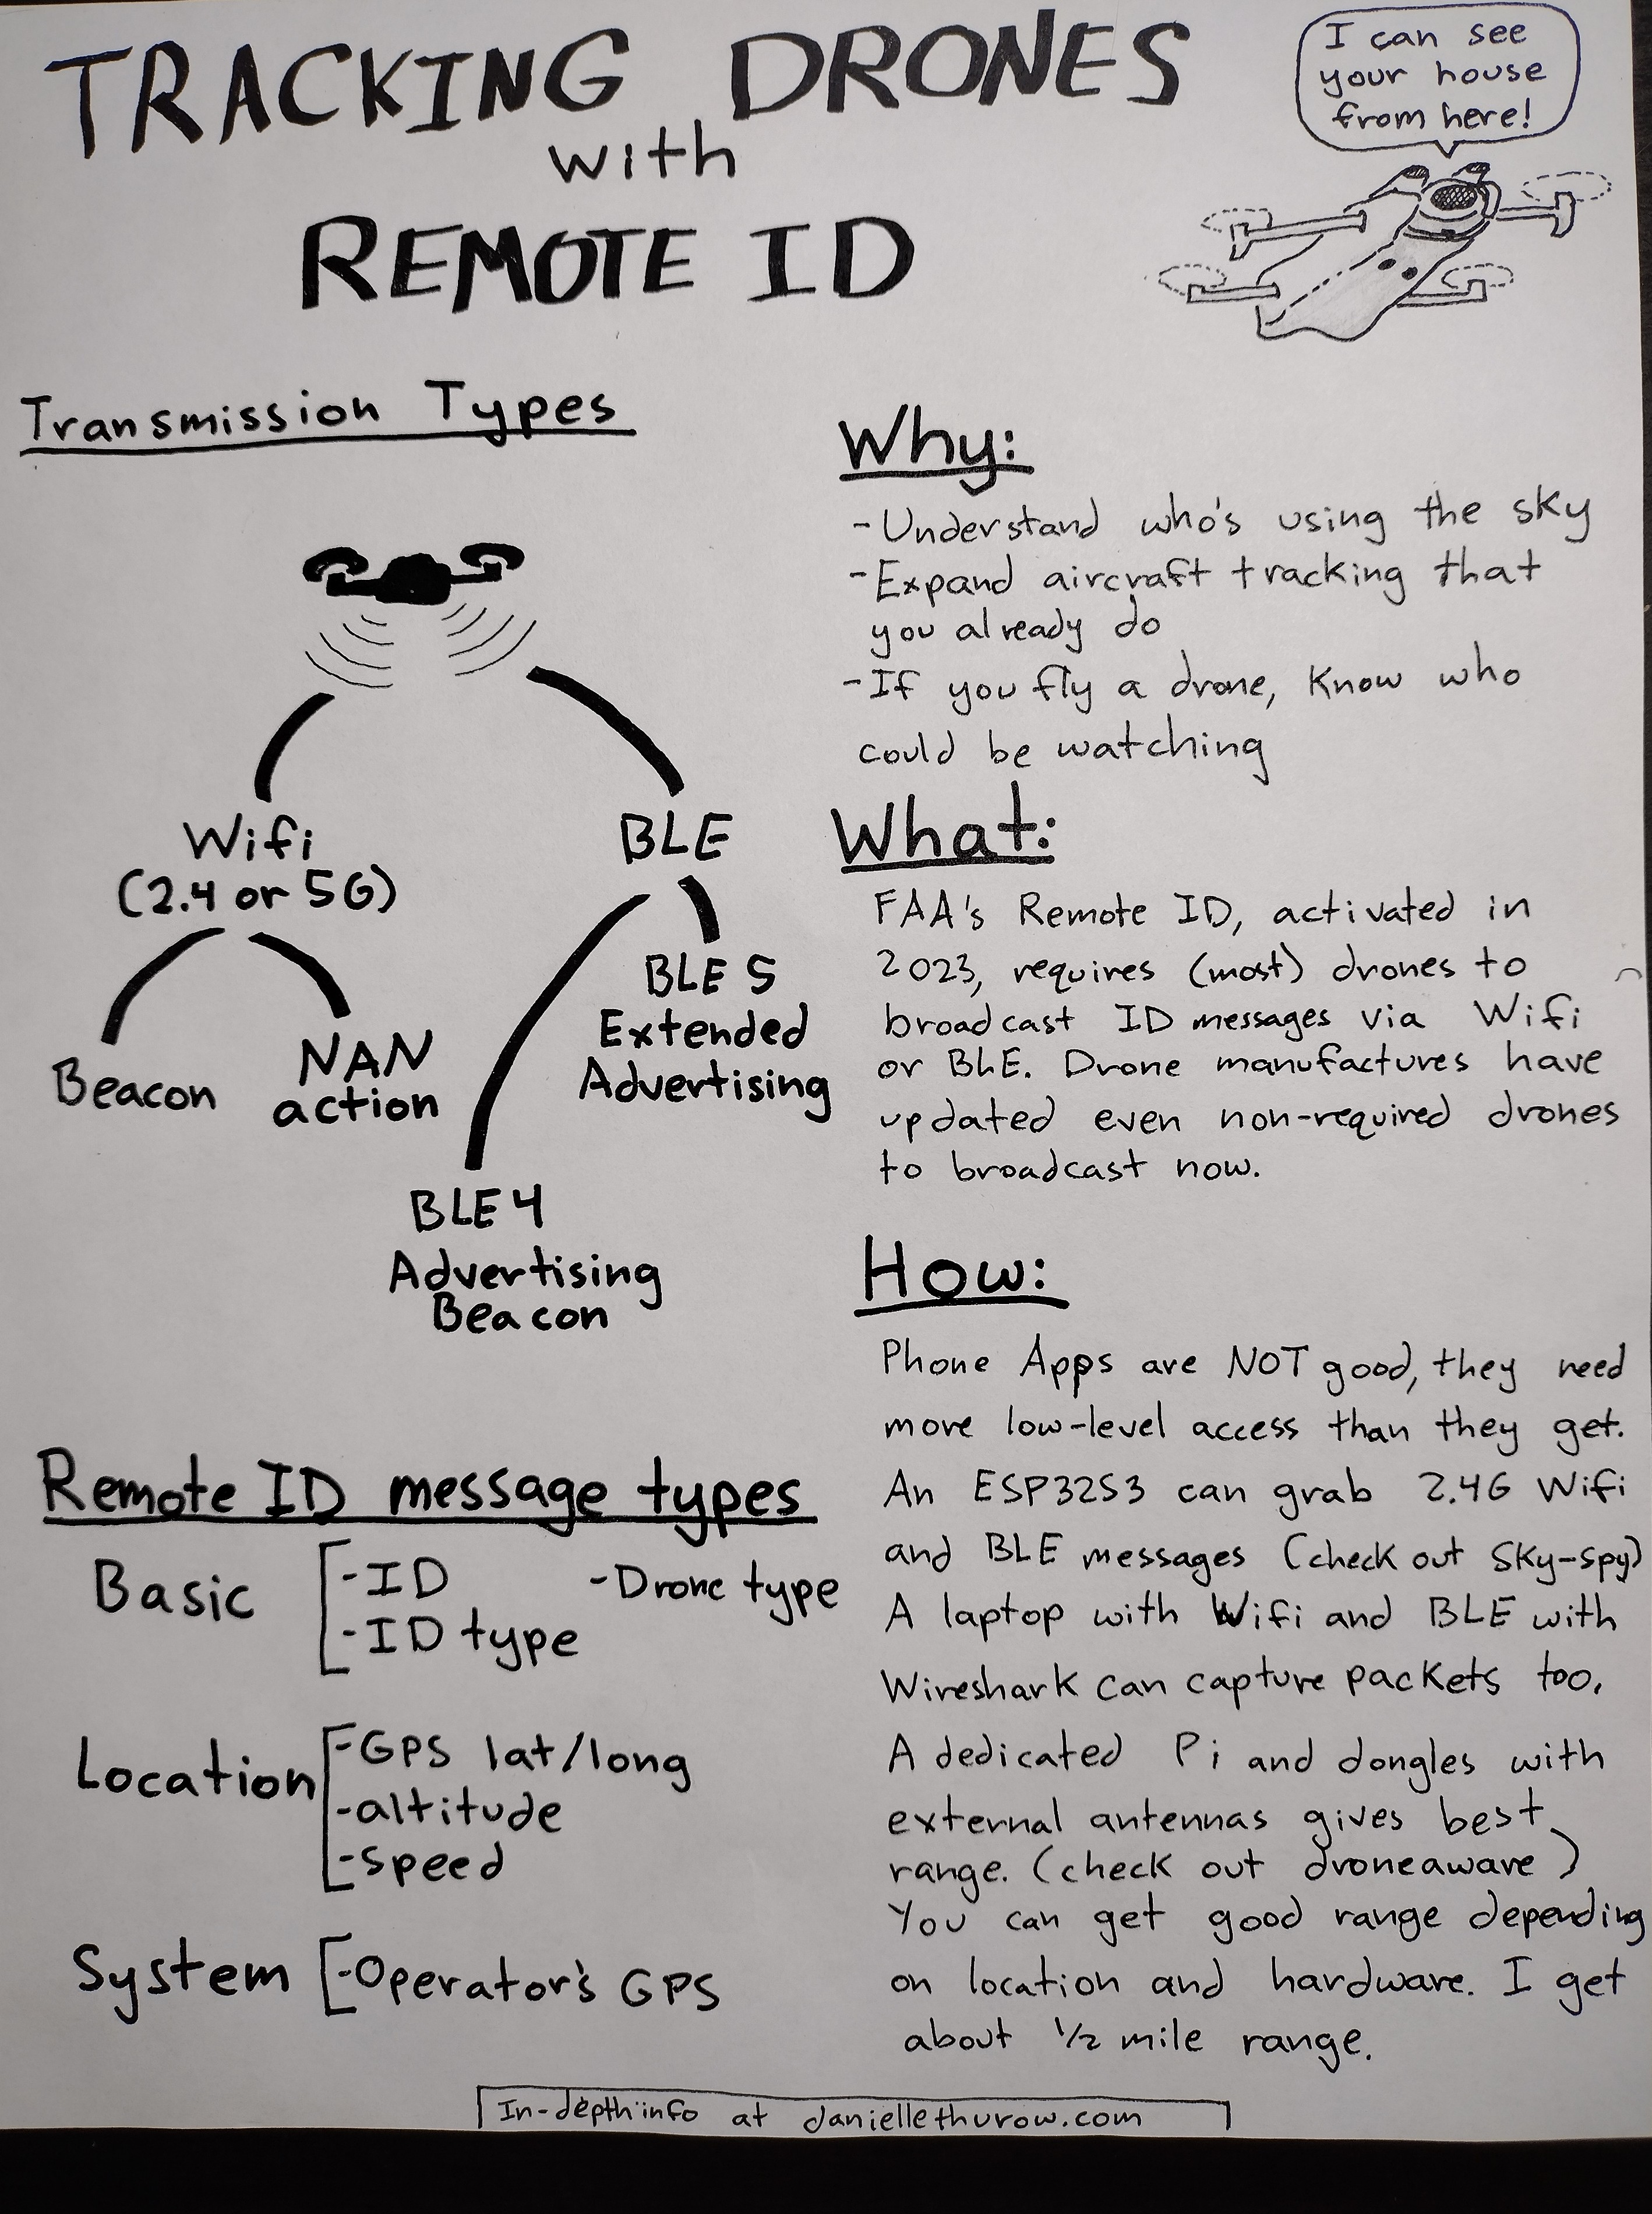 TRACKING DRONES
with
REMOTE ID
I can see
your house
from here!
Transmission Types
Wifi
(2.4 or 5G)
BLE
Beacon
NAN
action
BLE 5
Extended
Advertising
BLE 4
Advertising
Beacon
Remote ID message types
Basic
-ID
-Drone type
-ID type
Location
-GPS lat/long
-altitude
-speed
System
-Operator's GPS
Why:
-Understand who's using the sky
-Expand aircraft tracking that
you already do
-If you fly a drone, know who
could be watching
What:
FAA's Remote ID, activated in
2023, requires (most) drones to
broadcast ID messages via Wifi
or BLE. Drone manufactures have
updated even non-required drones
to broadcast now.
How:
Phone Apps are NOT good, they need
more low-level access than they get.
An ESP32S3 can grab 2.4G Wifi
and BLE messages (check out Sky-Spy)
A laptop with Wifi and BLE with
Wireshark can capture packets too.
A dedicated Pi and dongles with
external antennas gives best
range. (check out droneaware)
You can get good range depending
on location and hardware. I get
about 1/2 mile range.
In-depth info at daniellethurow.com